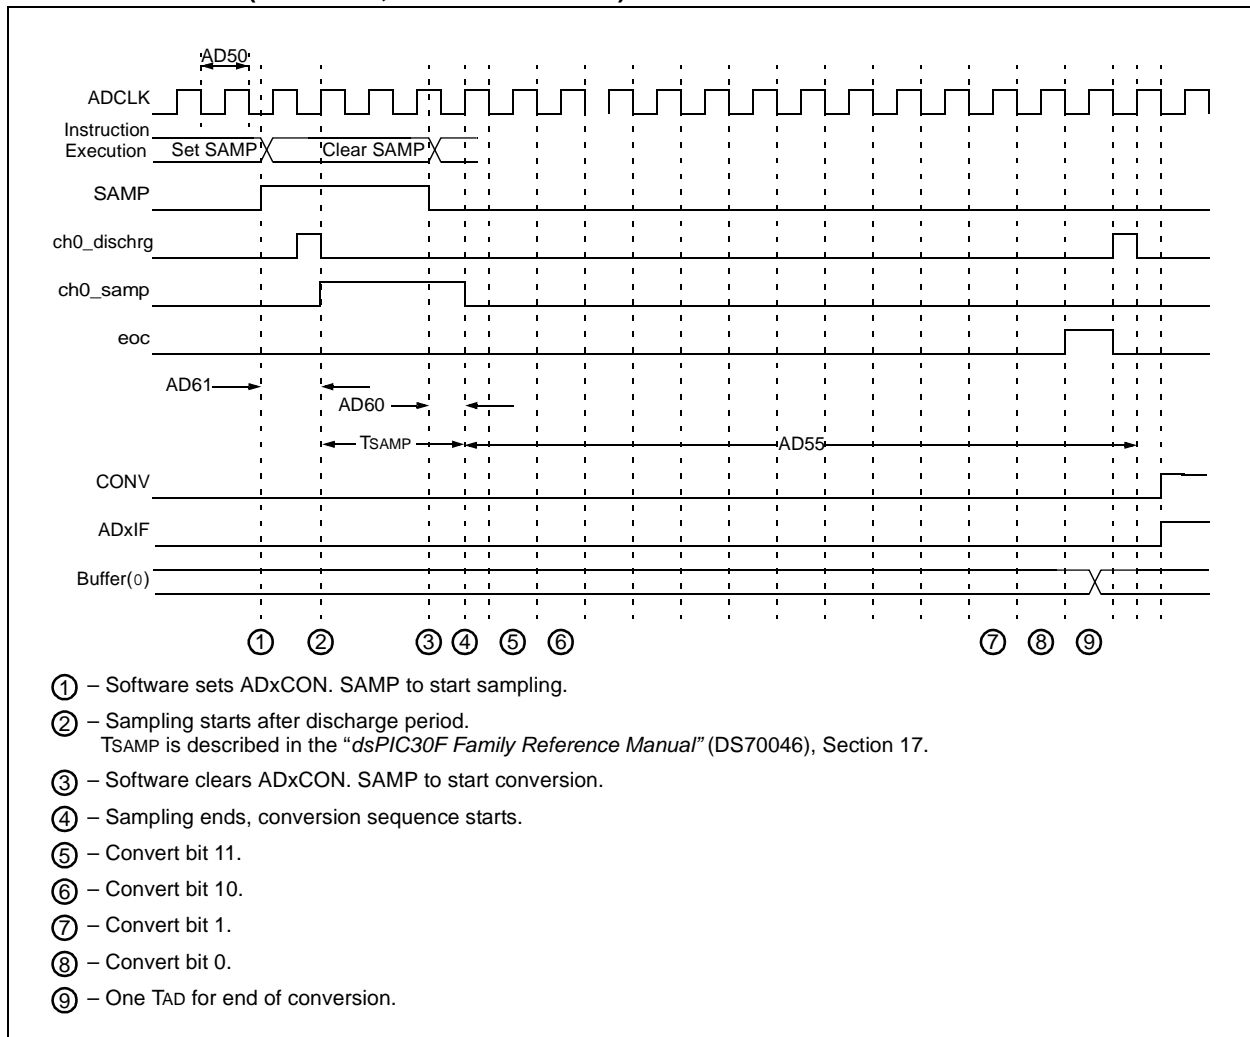 AD50
ADCLK
Instruction
Execution
Set SAMP
Clear SAMP
SAMP
ch0_dischrg
ch0_samp
eoc
AD61
AD60
TSAMP
AD55
CONV
ADxIF
Buffer(0)
1 2 3 4 5 6 7 8 9
1 – Software sets ADxCON. SAMP to start sampling.
2 – Sampling starts after discharge period.
TSAMP is described in the “dsPIC30F Family Reference Manual” (DS70046), Section 17.
3 – Software clears ADxCON. SAMP to start conversion.
4 – Sampling ends, conversion sequence starts.
5 – Convert bit 11.
6 – Convert bit 10.
7 – Convert bit 1.
8 – Convert bit 0.
9 – One TAD for end of conversion.